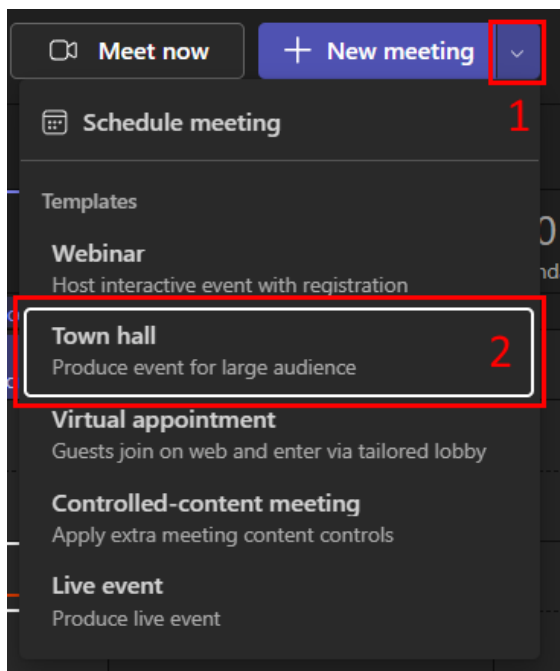 Meet now
New meeting
1
Schedule meeting
Templates
Webinar
Host interactive event with registration
Town hall
2
Produce event for large audience
Virtual appointment
Guests join on web and enter via tailored lobby
Controlled-content meeting
Apply extra meeting content controls
Live event
Produce live event